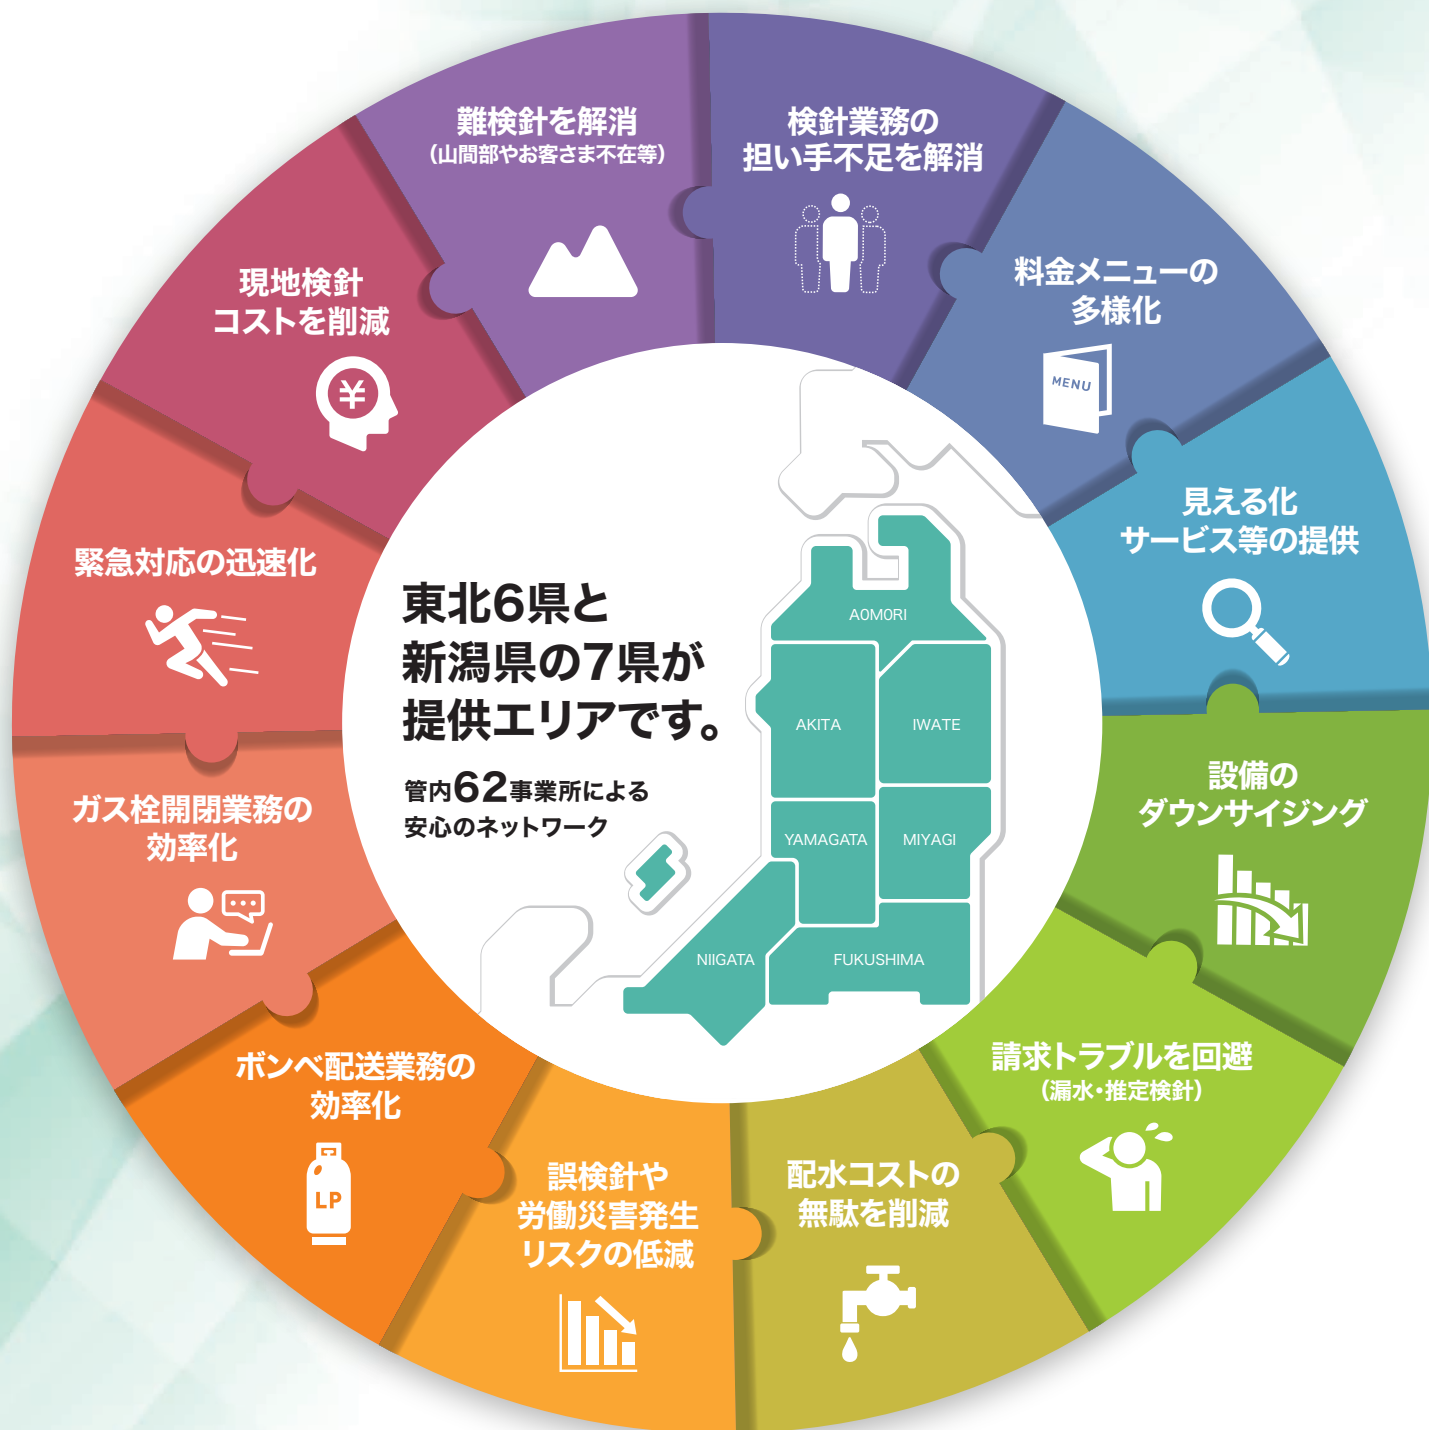 難検針を解消
（山間部やお客さま不在等）
検針業務の
担い手不足を解消
料金メニューの
多様化
MENU
見える化
サービス等の提供
設備の
ダウンサイジング
請求トラブルを回避
（漏水・推定検針）
配水コストの
無駄を削減
誤検針や
労働災害発生
リスクの低減
ボンベ配送業務の
効率化
LP
ガス栓開閉業務の
効率化
緊急対応の迅速化
現地検針
コストを削減
¥
東北6県と
新潟県の7県が
提供エリアです。
管内62事業所による
安心のネットワーク
AOMORI
AKITA
IWATE
YAMAGATA
MIYAGI
NIIGATA
FUKUSHIMA